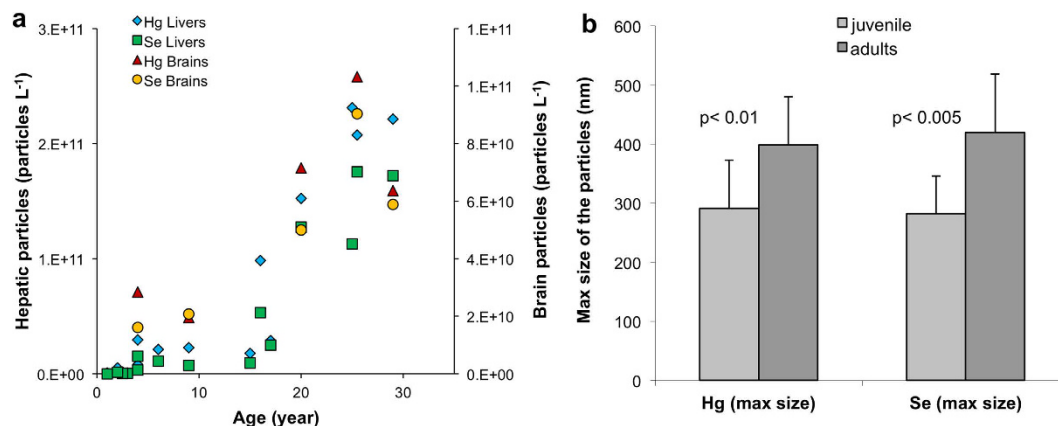 a
Hg Livers
Se Livers
Hg Brains
Se Brains
Hepatic particles (particles L-1)
3.E+11
2.E+11
1.E+11
0.E+00
0
10
20
30
Age (year)
1.E+11
1.E+11
8.E+10
6.E+10
4.E+10
2.E+10
0.E+00
Brain particles (particles L-1)
b
juvenile
adults
Max size of the particles (nm)
600
500
400
300
200
100
0
p< 0.01
p< 0.005
Hg (max size)
Se (max size)